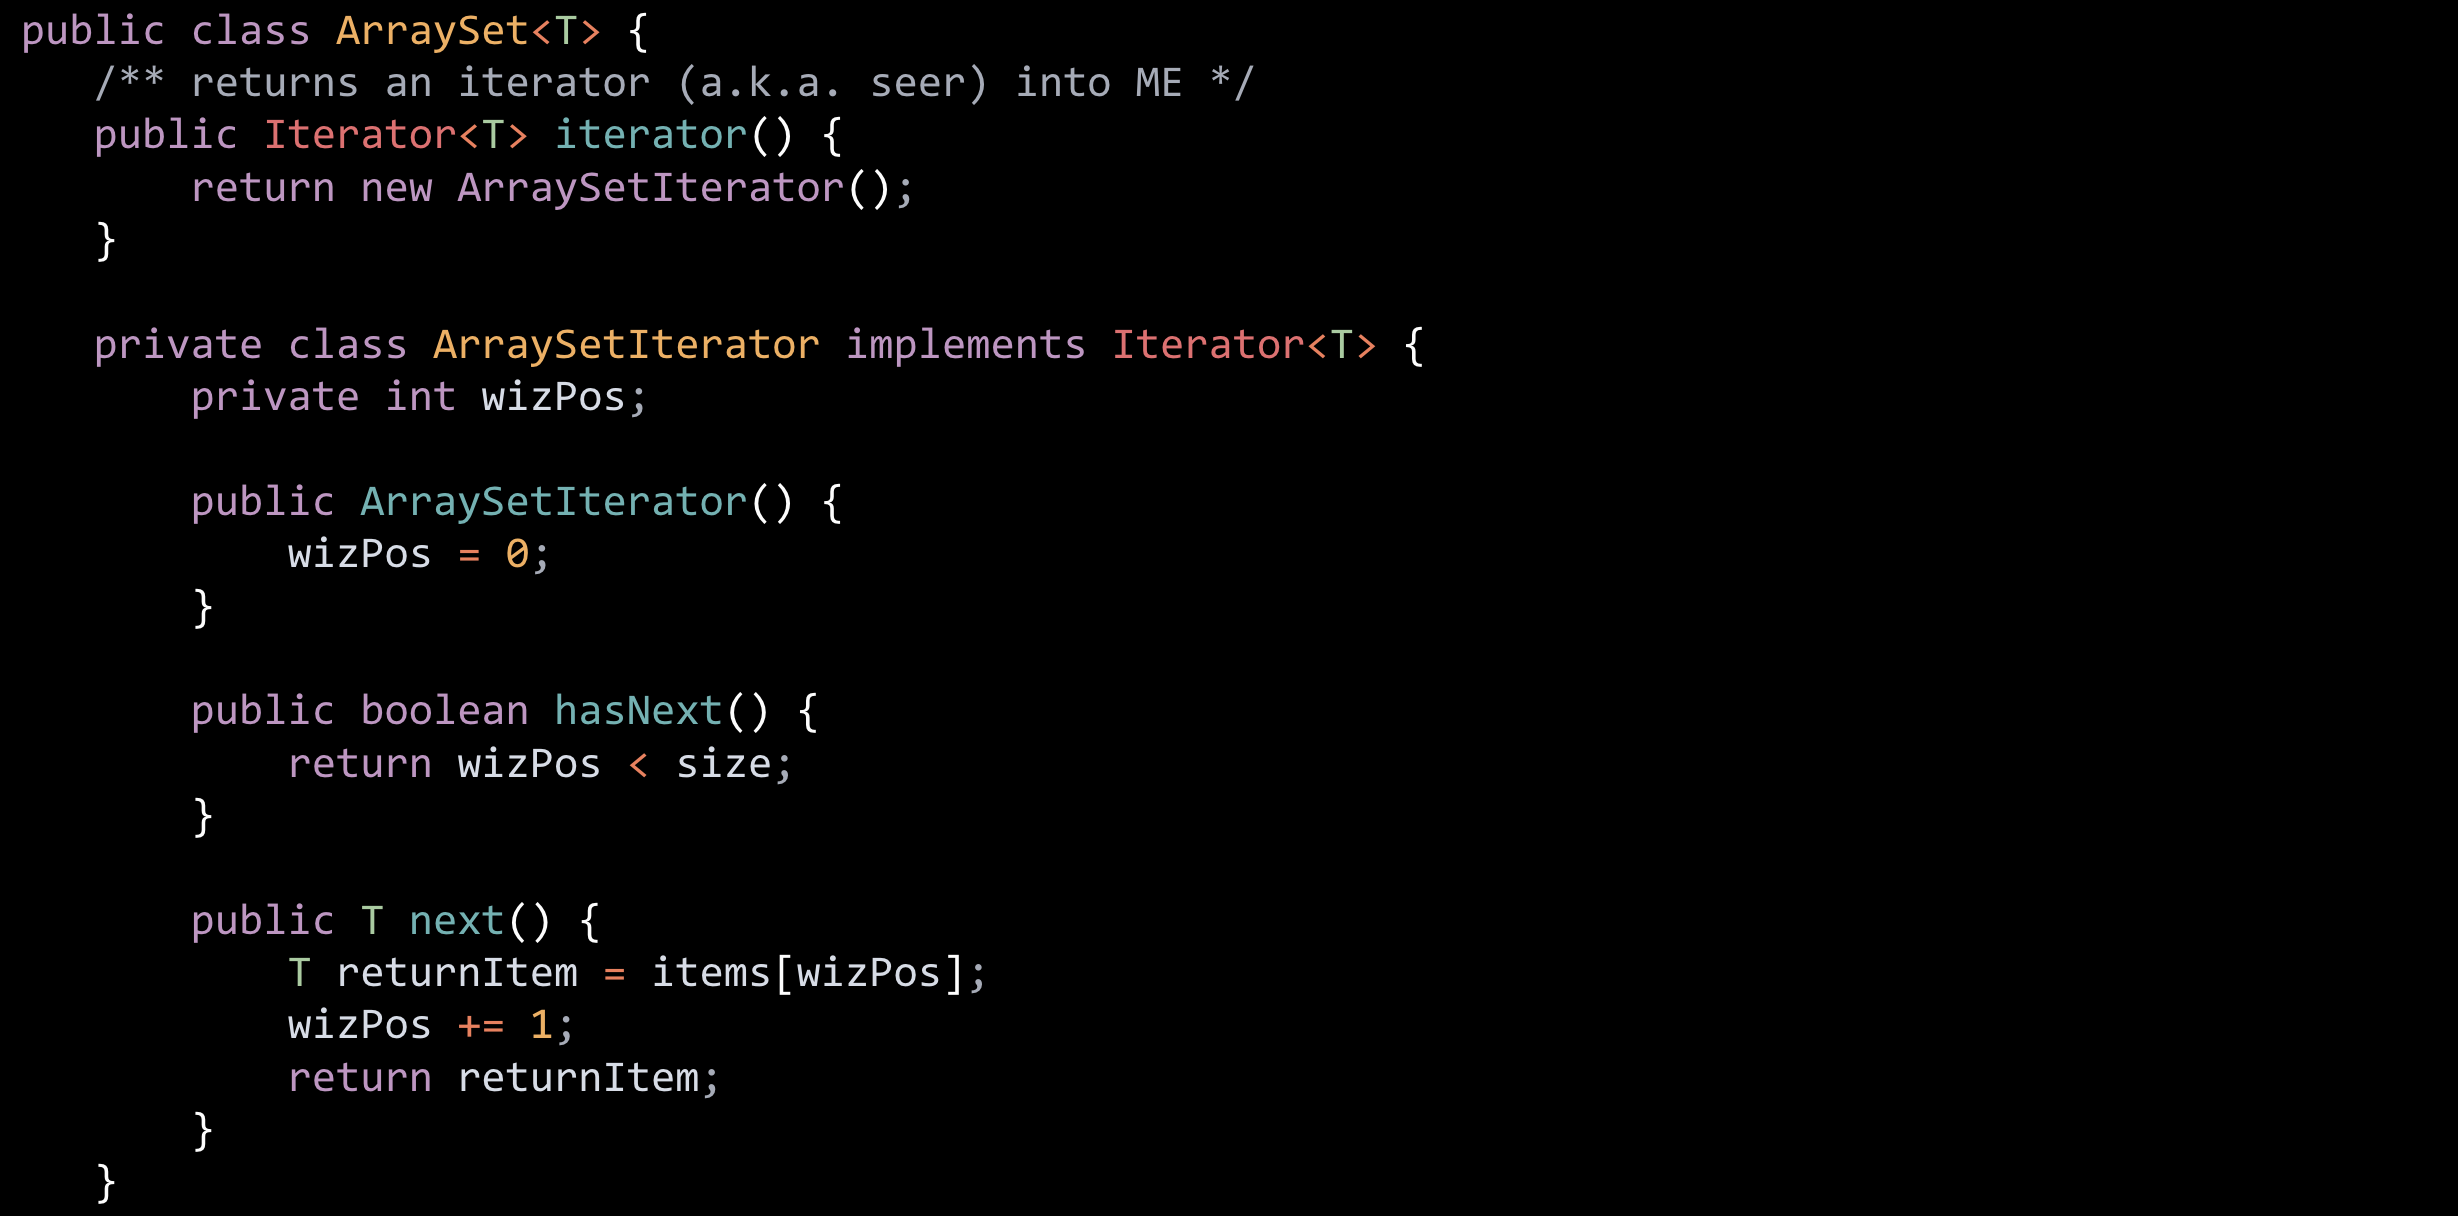 public class ArraySet<T> {
    /** returns an iterator (a.k.a. seer) into ME */
    public Iterator<T> iterator() {
        return new ArraySetIterator();
    }

    private class ArraySetIterator implements Iterator<T> {
        private int wizPos;

        public ArraySetIterator() {
            wizPos = 0;
        }

        public boolean hasNext() {
            return wizPos < size;
        }

        public T next() {
            T returnItem = items[wizPos];
            wizPos += 1;
            return returnItem;
        }
    }